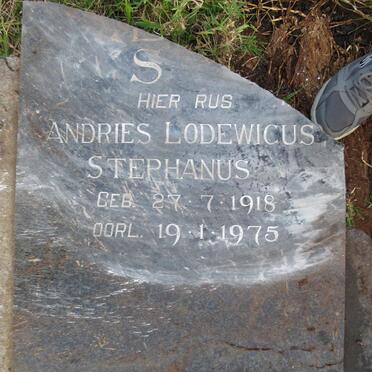 S
HIER RUS
ANDRIES LODEWICUS
STEPHANUS
GEB. 27·7·1918
OORL. 19·1·1975